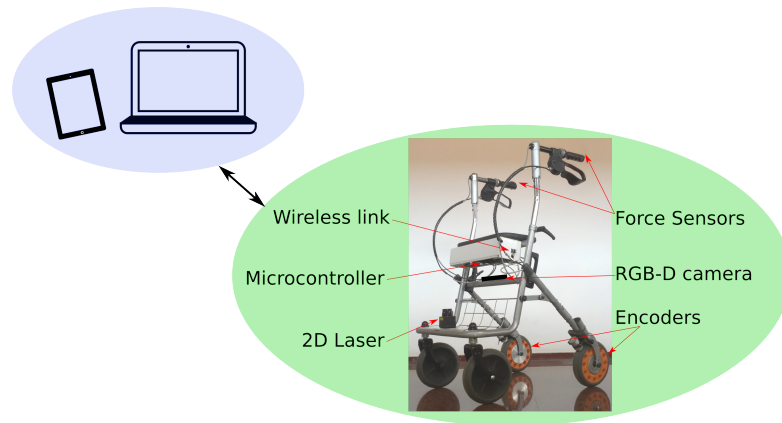 Wireless link
Force Sensors
Microcontroller
RGB-D camera
2D Laser
Encoders